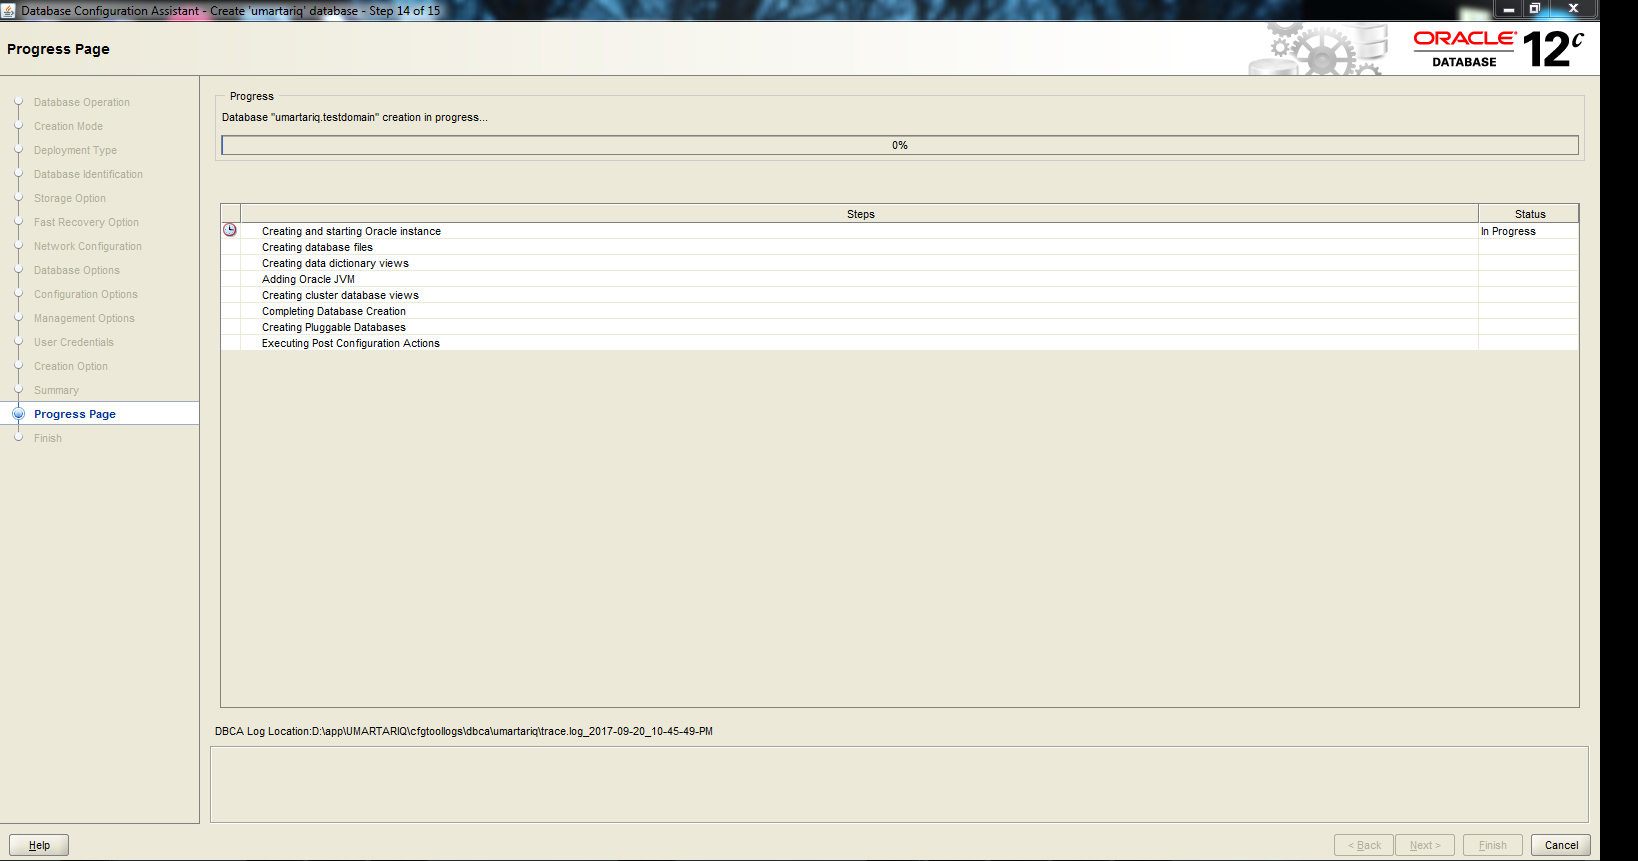 Database Configuration Assistant - Create 'umartariq' database - Step 14 of 15
Progress Page
ORACLE
DATABASE
12c
Database Operation
Creation Mode
Deployment Type
Database Identification
Storage Option
Fast Recovery Option
Network Configuration
Database Options
Configuration Options
Management Options
User Credentials
Creation Option
Summary
Progress Page
Finish
Progress
Database "umartariq.testdomain" creation in progress...
0%
Steps Status
Creating and starting Oracle instance In Progress
Creating database files
Creating data dictionary views
Adding Oracle JVM
Creating cluster database views
Completing Database Creation
Creating Pluggable Databases
Executing Post Configuration Actions
DBCA Log Location:D:\app\UMARTARIQ\cfgtoollogs\dbca\umartariq\trace.log_2017-09-20_10-45-49-PM
Help < Back Next > Finish Cancel